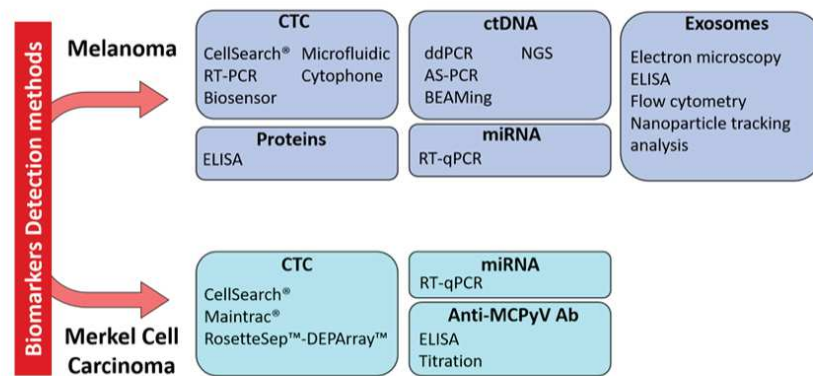 Biomarkers Detection methods
Melanoma
CTC
CellSearch® Microfluidic
RT-PCR Cytophone
Biosensor
ctDNA
ddPCR NGS
AS-PCR
BEAMing
Exosomes
Electron microscopy
ELISA
Flow cytometry
Nanoparticle tracking
analysis
Proteins
ELISA
miRNA
RT-qPCR
Merkel Cell
Carcinoma
CTC
CellSearch®
Maintrac®
RosetteSep™-DEPArray™
miRNA
RT-qPCR
Anti-MCPyV Ab
ELISA
Titration